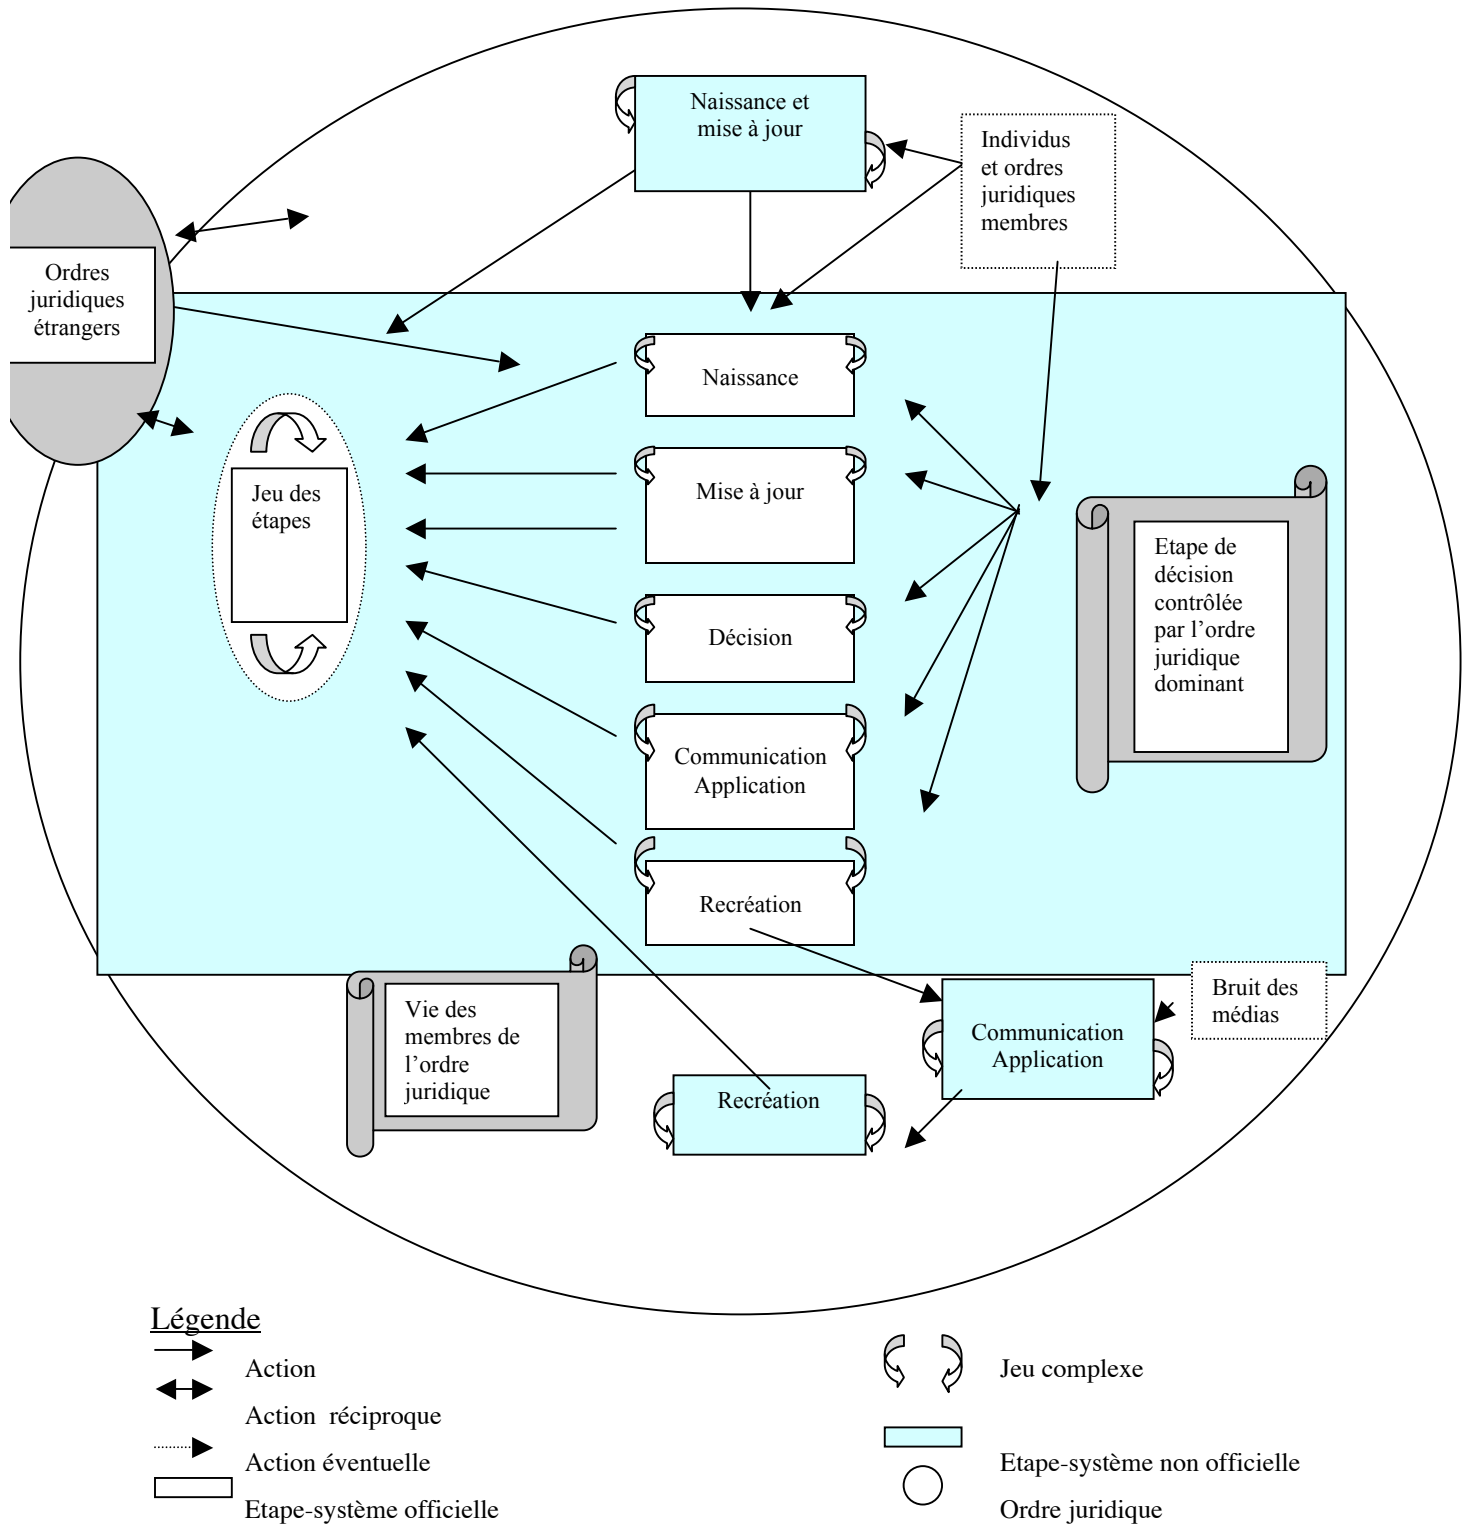 Naissance et
mise à jour
Individus
et ordres
juridiques
membres
Ordres
juridiques
étrangers
Naissance
Jeu des
étapes
Mise à jour
Etape de
décision
contrôlée
par l’ordre
juridique
dominant
Décision
Communication
Application
Recréation
Vie des
membres de
l’ordre
juridique
Bruit des
médias
Communication
Application
Recréation
Légende
Action
Action  réciproque
Action éventuelle
Etape-système officielle
Jeu complexe
Etape-système non officielle
Ordre juridique